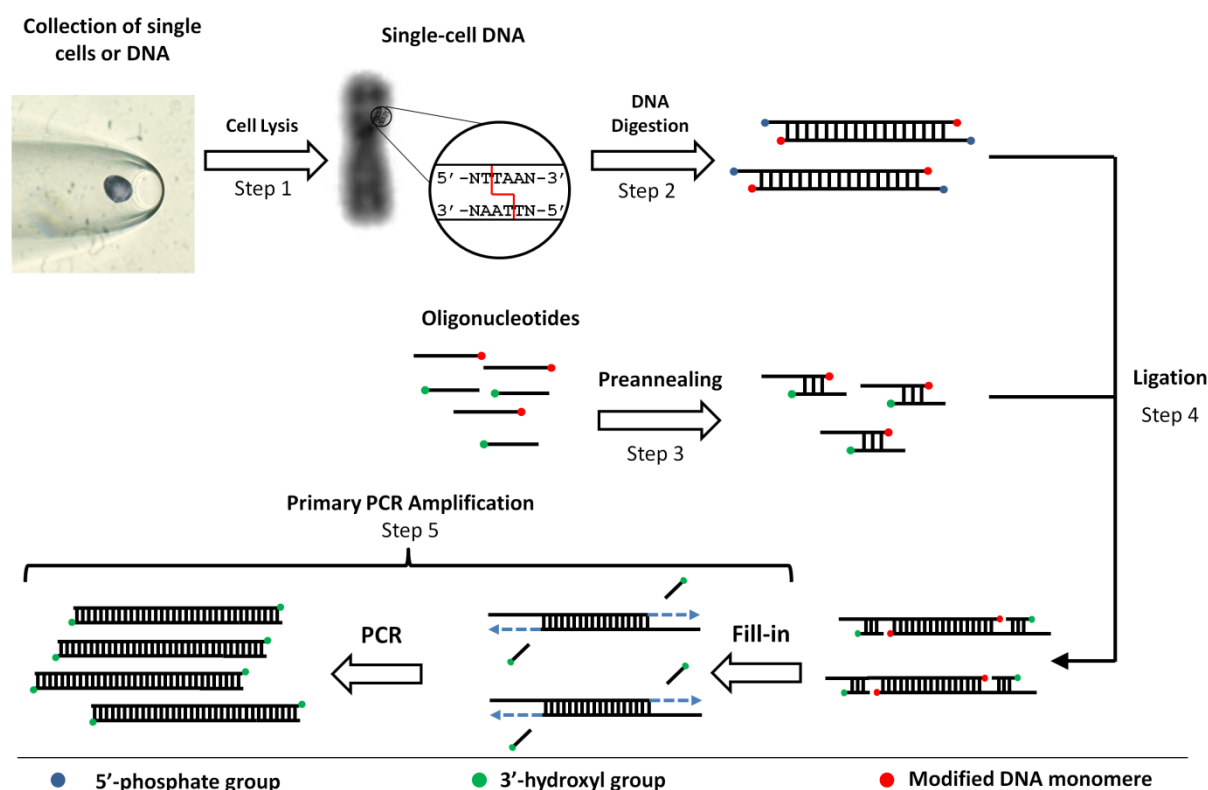 Collection of single
cells or DNA
Single-cell DNA
Cell Lysis
Step 1
5’ -NTTAAN-3’
3’ -NAATTN-5’
DNA
Digestion
Step 2
Oligonucleotides
Preannealing
Step 3
Ligation
Step 4
Primary PCR Amplification
Step 5
PCR
Fill-in
5’-phosphate group
3’-hydroxyl group
Modified DNA monomere